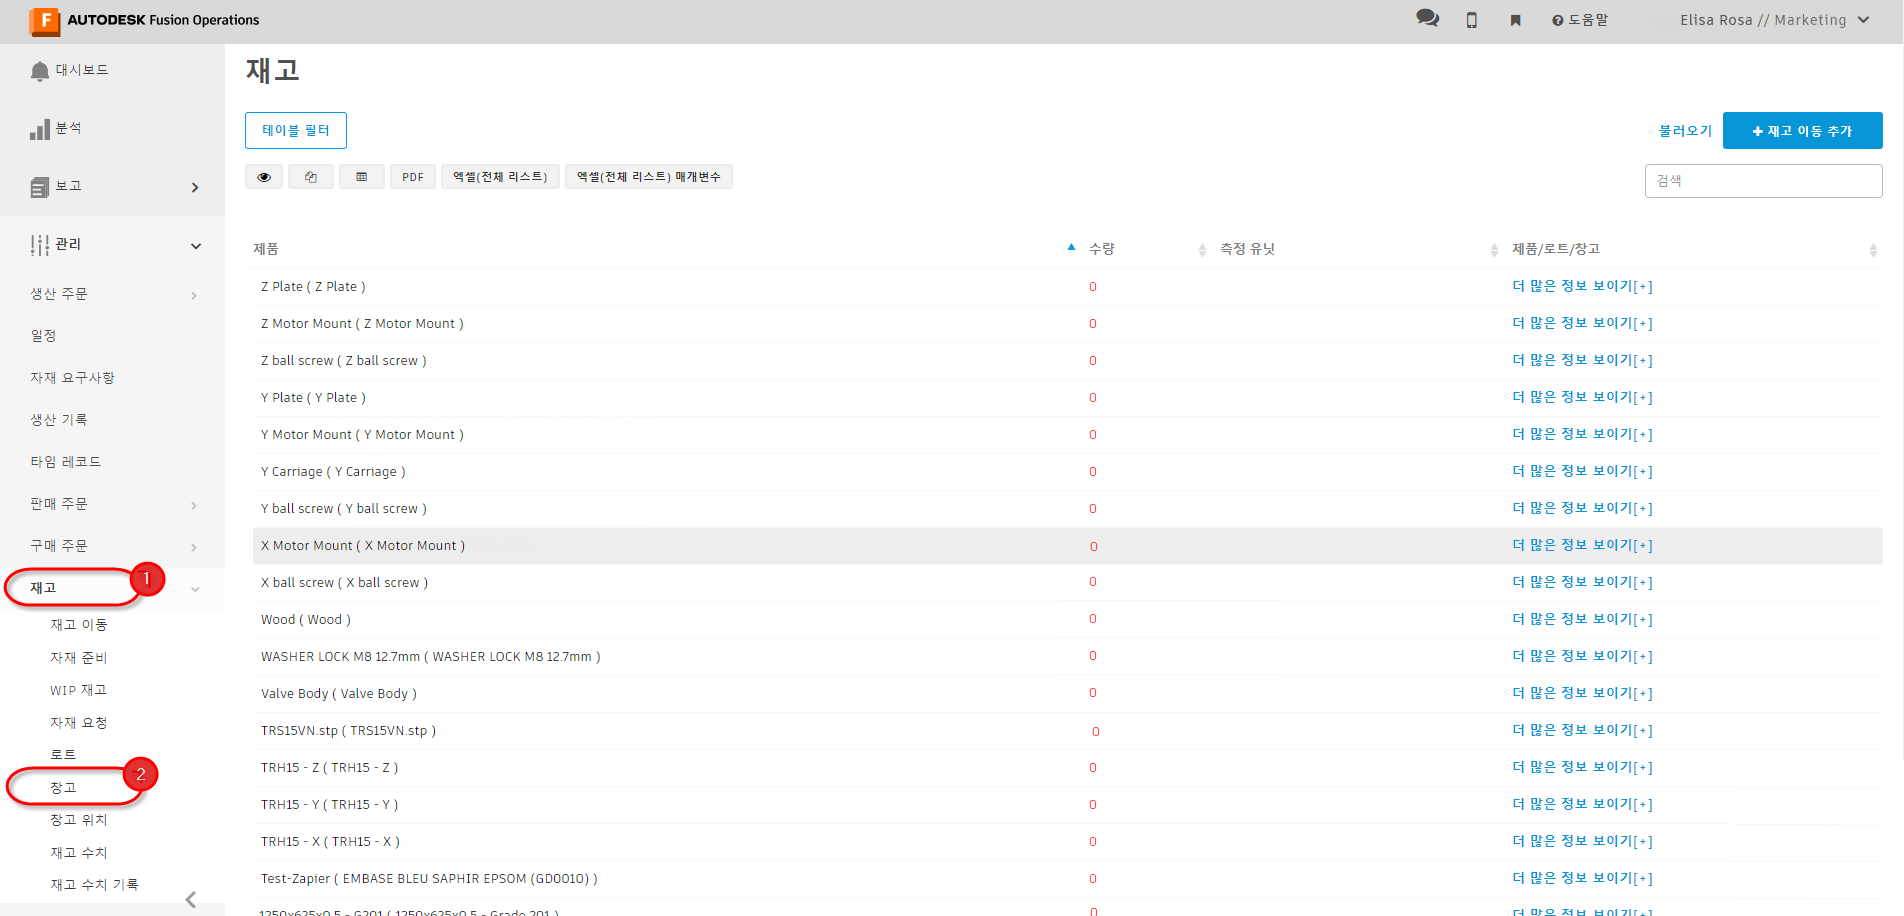 F AUTODESK Fusion Operations
도움말
Elisa Rosa // Marketing
대시보드
분석
보고
관리
생산 주문
일정
자재 요구사항
생산 기록
타임 레코드
판매 주문
구매 주문
재고
1
재고 이동
자재 준비
WIP 재고
자재 요청
로트
2
창고
창고 위치
재고 수치
재고 수치 기록
재고
테이블 필터
불러오기
재고 이동 추가
PDF
엑셀(전체 리스트)
엑셀(전체 리스트) 매개변수
검색
제품 수량 측정 유닛 제품/로트/창고
Z Plate ( Z Plate ) 0 더 많은 정보 보이기[+]
Z Motor Mount ( Z Motor Mount ) 0 더 많은 정보 보이기[+]
Z ball screw ( Z ball screw ) 0 더 많은 정보 보이기[+]
Y Plate ( Y Plate ) 0 더 많은 정보 보이기[+]
Y Motor Mount ( Y Motor Mount ) 0 더 많은 정보 보이기[+]
Y Carriage ( Y Carriage ) 0 더 많은 정보 보이기[+]
Y ball screw ( Y ball screw ) 0 더 많은 정보 보이기[+]
X Motor Mount ( X Motor Mount ) 0 더 많은 정보 보이기[+]
X ball screw ( X ball screw ) 0 더 많은 정보 보이기[+]
Wood ( Wood ) 0 더 많은 정보 보이기[+]
WASHER LOCK M8 12.7mm ( WASHER LOCK M8 12.7mm ) 0 더 많은 정보 보이기[+]
Valve Body ( Valve Body ) 0 더 많은 정보 보이기[+]
TRS15VN.stp ( TRS15VN.stp ) 0 더 많은 정보 보이기[+]
TRH15 - Z ( TRH15 - Z ) 0 더 많은 정보 보이기[+]
TRH15 - Y ( TRH15 - Y ) 0 더 많은 정보 보이기[+]
TRH15 - X ( TRH15 - X ) 0 더 많은 정보 보이기[+]
Test-Zapier ( EMBASE BLEU SAPHIR EPSOM (GD0010) ) 0 더 많은 정보 보이기[+]
1250x625x0.5 - G201 ( 1250x625x0.5 - Grade 201 ) 0 더 많은 정보 보이기[+]